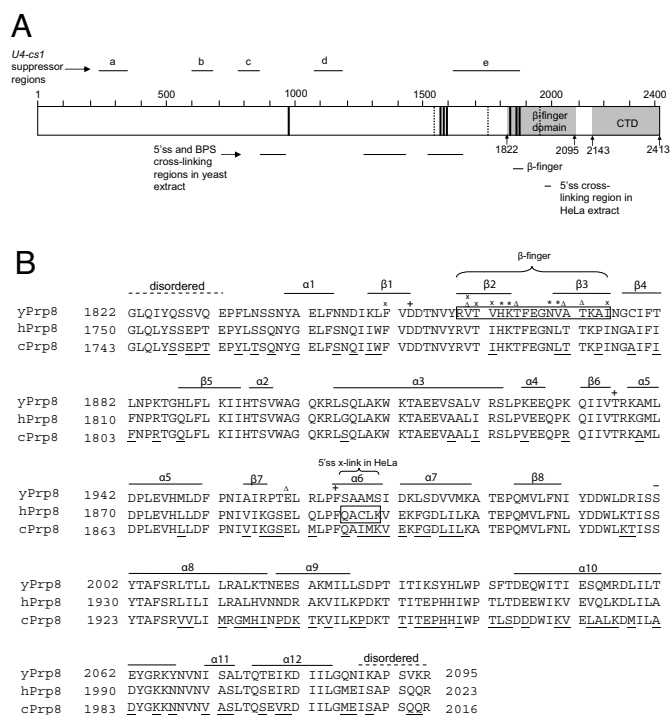 A
U4-cs1
suppressor
regions
a
b
c
d
e
1
500
1000
1500
2000
2400
β-finger
domain
CTD
1822
2095
2143
2413
5'ss and BPS
cross-linking
regions in yeast
extract
β-finger
5'ss cross-
linking region in
HeLa extract
B
β-finger
disordered α1 β1 β2 β3 β4
x + x Δ x x * * Δ * * Δ Δ x
yPrp8 1822 GLQIYQSSVQ EPFLNSSNYA ELFNNDIKLF VDDTNVYRVT VHKTFEGNVA TKAINGCIFT
hPrp8 1750 GLQLYSSEPT EPYLSSQNYG ELFSNQIIWF VDDTNVYRVT IHKTFEGNLT TKPINGAIFI
cPrp8 1743 GLQLYSSEPT EPYLTSQNYG ELFSNQIIWF VDDTNVYRVT IHKTFEGNLT TKPINGAIFI
β5 α2 α3 α4 β6 α5
+
yPrp8 1882 LNPKTGHLFL KIIHTSVWAG QKRLSQLAKW KTAEEVSALV RSLPKEEQPK QIIVTRKAML
hPrp8 1810 FNPRTGQLFL KIIHTSVWAG QKRLGQLAKW KTAEEVAALI RSLPVEEQPK QIIVTRKGML
cPrp8 1803 FNPRTGQLFL KIIHTSVWAG QKRLSQLAKW KTAEEVAALI RSLPVEEQPR QIIVTRKAML
5'ss x-link in HeLa
α5 β7 α6 α7 β8
Δ +
yPrp8 1942 DPLEVHMLDF PNIAIRPTEL RLPFSAAMSI DKLSDVVMKA TEPQMVLFNI YDDWLDRISS
hPrp8 1870 DPLEVHLLDF PNIVIKGSEL QLPFQACLKV EKFGDLILKA TEPQMVLFNL YDDWLKTISS
cPrp8 1863 DPLEVHLLDF PNIVIKGSEL MLPFQAIMKV EKFGDLILKA TEPQMVLFNL YDDWLKTISS
α8 α9 α10
yPrp8 2002 YTAFSRLTLL LRALKTNEES AKMILLSDPT ITIKSYHLWP SFTDEQWITI ESQMRDLILT
hPrp8 1930 YTAFSRLILI LRALHVNNDR AKVILKPDKT TITEPHHIWP TLTDEEWIKV EVQLKDLILA
cPrp8 1923 YTAFSRVVLI MRGMHINPDK TKVILKPDKT TITEPHHIWP TLSDDDWIKV ELALKDMILA
α11 α12 disordered
yPrp8 2062 EYGRKYNVNI SALTQTEIKD IILGQNIKAP SVKR 2095
hPrp8 1990 DYGKKNNVNV ASLTQSEIRD IILGMEISAP SQQR 2023
cPrp8 1983 DYGKKNNVNV ASLTQSEVRD IILGMEISAP SQQR 2016